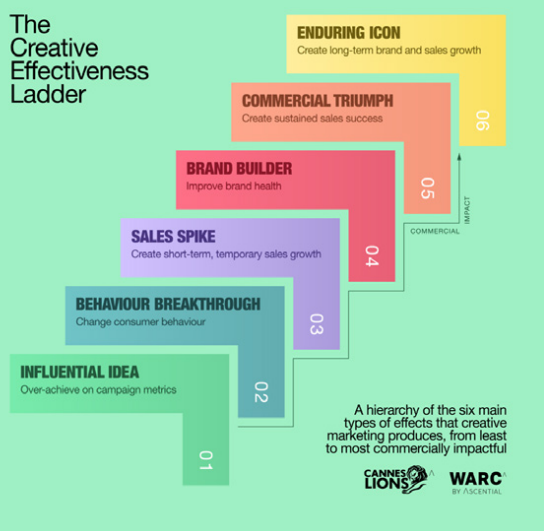 The
Creative
Effectiveness
Ladder
ENDURING ICON
Create long-term brand and sales growth
06
COMMERCIAL TRIUMPH
Create sustained sales success
05
BRAND BUILDER
Improve brand health
04
SALES SPIKE
Create short-term, temporary sales growth
03
BEHAVIOUR BREAKTHROUGH
Change consumer behaviour
02
INFLUENTIAL IDEA
Over-achieve on campaign metrics
01
COMMERCIAL IMPACT
A hierarchy of the six main
types of effects that creative
marketing produces, from least
to most commercially impactful
CANNES
LIONS
WARC
BY ASCENTIAL